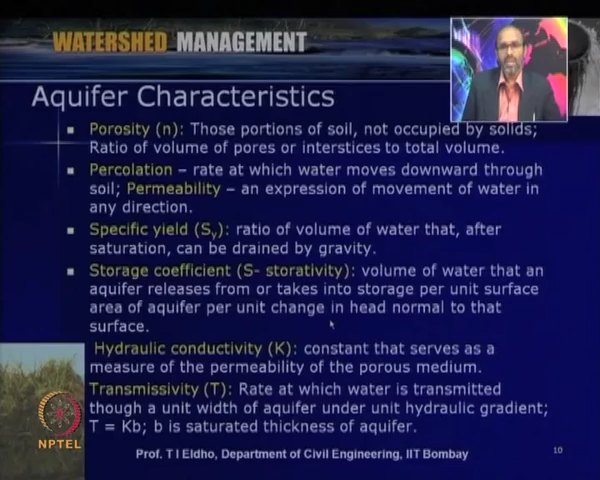 WATERSHED MANAGEMENT
Aquifer Characteristics
Porosity (n): Those portions of soil, not occupied by solids;
Ratio of volume of pores or interstices to total volume.
Percolation – rate at which water moves downward through
soil; Permeability – an expression of movement of water in
any direction.
Specific yield (Sy): ratio of volume of water that, after
saturation, can be drained by gravity.
Storage coefficient (S- storativity): volume of water that an
aquifer releases from or takes into storage per unit surface
area of aquifer per unit change in head normal to that
surface.
Hydraulic conductivity (K): constant that serves as a
measure of the permeability of the porous medium.
Transmissivity (T): Rate at which water is transmitted
though a unit width of aquifer under unit hydraulic gradient;
T = Kb; b is saturated thickness of aquifer.
NPTEL
Prof. T I Eldho, Department of Civil Engineering, IIT Bombay
10